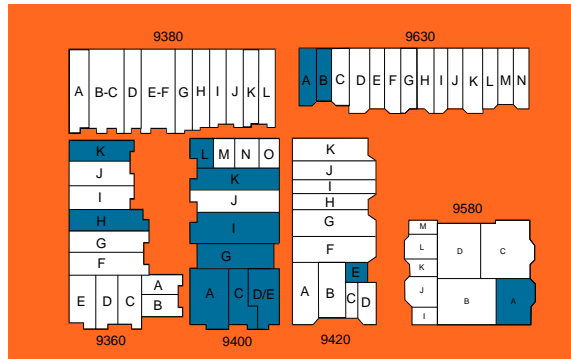 9380
9630
A B-C D E-F G H I J K L
A B C D E F G H I J K L M N
K
J
I
H
G
F
E D C
A
B
9360
L M N O
K
J
I
G
A C D/E
9400
K
J
I
H
G
F
E
A B C D
9420
9580
M
L
K
J
I
D C
B A